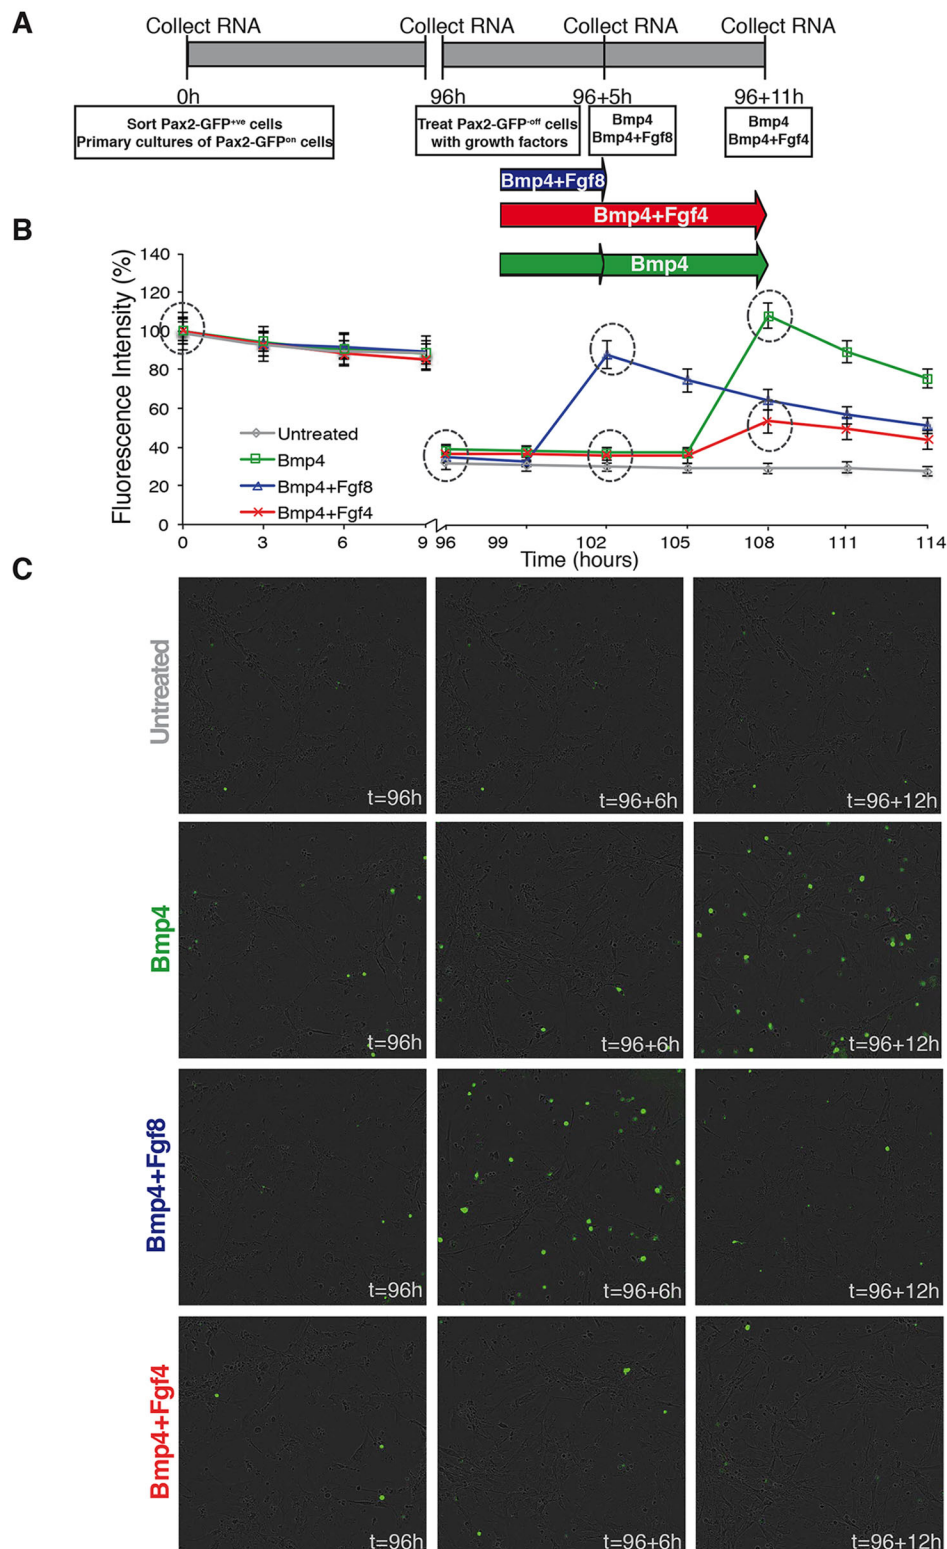 A
Collect RNA Collect RNA Collect RNA Collect RNA
0h 96h 96+5h 96+11h
Sort Pax2-GFP+ve cells
Primary cultures of Pax2-GFPon cells
Treat Pax2-GFP-off cells
with growth factors
Bmp4
Bmp4+Fgf8
Bmp4
Bmp4+Fgf4
Bmp4+Fgf8
Bmp4+Fgf4
Bmp4
B
Fluorescence Intensity (%)
140
120
100
80
60
40
20
0
Untreated
Bmp4
Bmp4+Fgf8
Bmp4+Fgf4
0 3 6 9 96 99 102 105 108 111 114
Time (hours)
C
Untreated
t=96h t=96+6h t=96+12h
Bmp4
t=96h t=96+6h t=96+12h
Bmp4+Fgf8
t=96h t=96+6h t=96+12h
Bmp4+Fgf4
t=96h t=96+6h t=96+12h